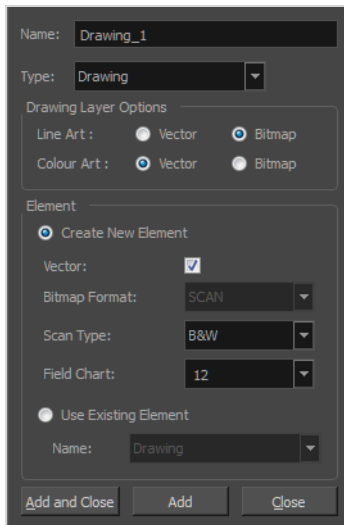 Name: Drawing_1
Type: Drawing
Drawing Layer Options
Line Art : Vector Bitmap
Colour Art : Vector Bitmap
Element
Create New Element
Vector:
Bitmap Format: SCAN
Scan Type: B&W
Field Chart: 12
Use Existing Element
Name: Drawing
Add and Close Add Close